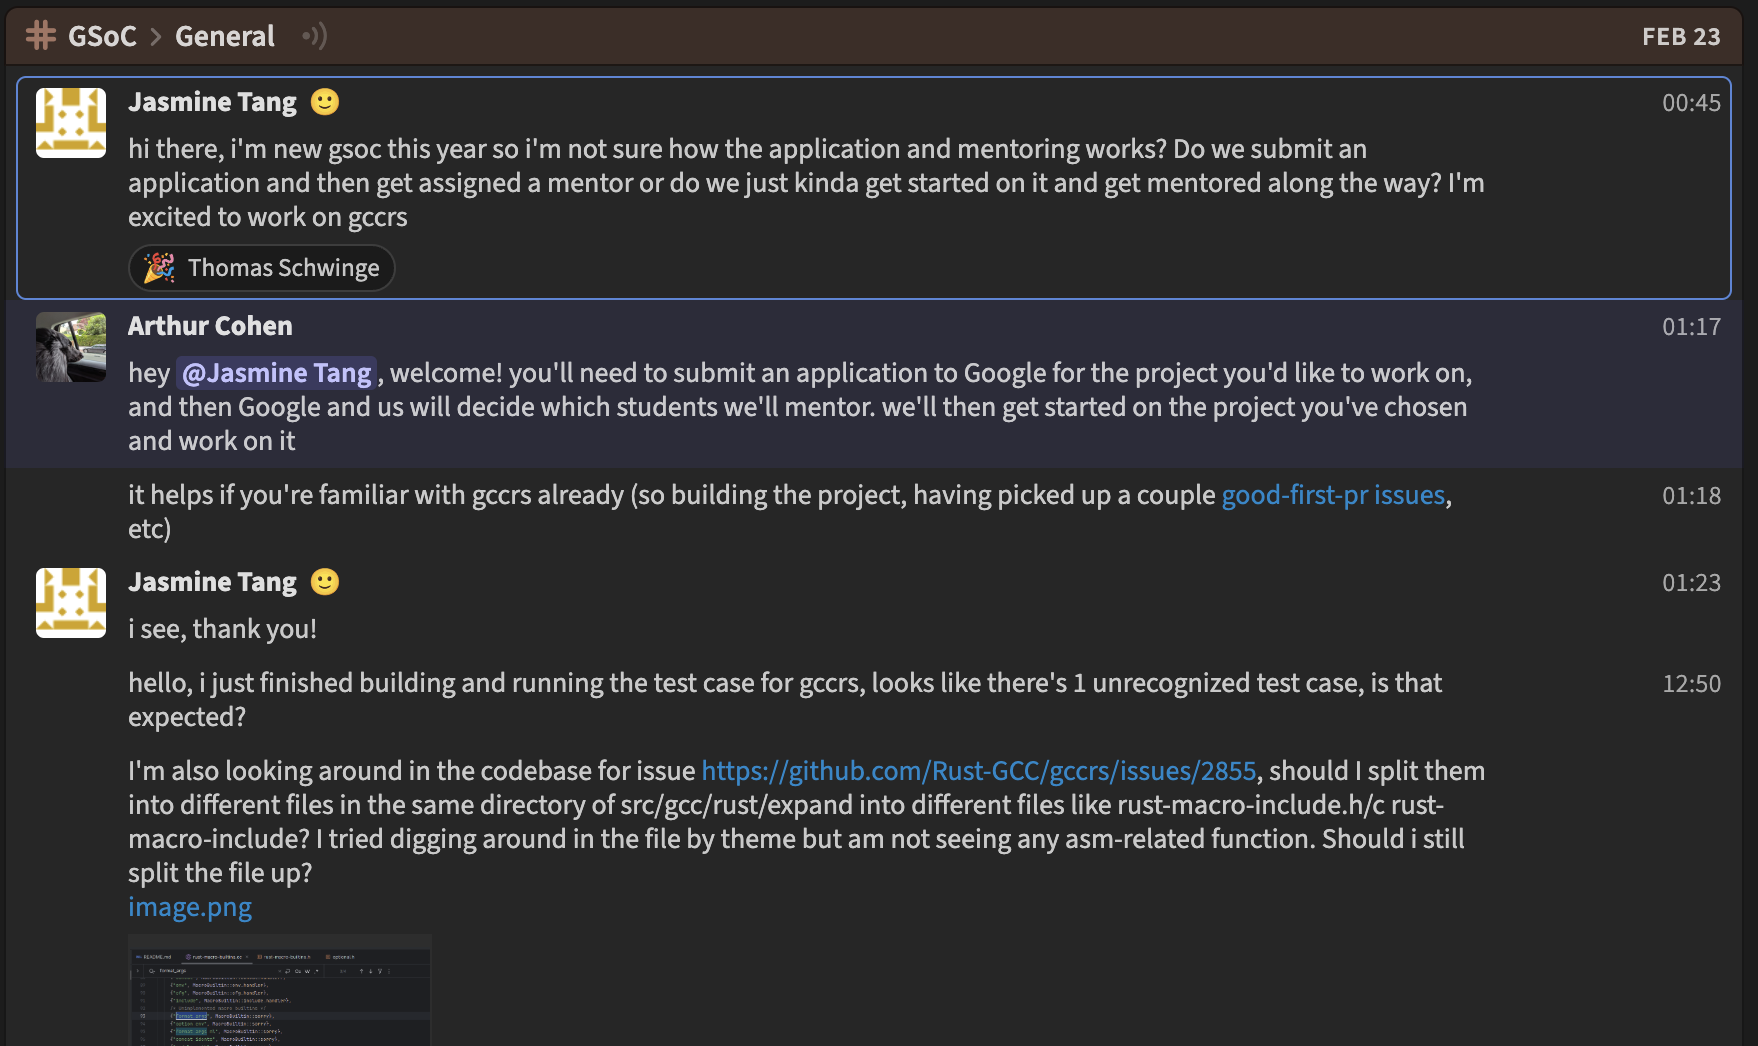 GSoC > General
FEB 23
Jasmine Tang
00:45
hi there, i'm new gsoc this year so i'm not sure how the application and mentoring works? Do we submit an
application and then get assigned a mentor or do we just kinda get started on it and get mentored along the way? I'm
excited to work on gccrs
Thomas Schwinge
Arthur Cohen
01:17
hey @Jasmine Tang, welcome! you'll need to submit an application to Google for the project you'd like to work on,
and then Google and us will decide which students we'll mentor. we'll then get started on the project you've chosen
and work on it
it helps if you're familiar with gccrs already (so building the project, having picked up a couple good-first-pr issues,
01:18
etc)
Jasmine Tang
01:23
i see, thank you!
hello, i just finished building and running the test case for gccrs, looks like there's 1 unrecognized test case, is that
12:50
expected?
I'm also looking around in the codebase for issue https://github.com/Rust-GCC/gccrs/issues/2855, should I split them
into different files in the same directory of src/gcc/rust/expand into different files like rust-macro-include.h/c rust-
macro-include? I tried digging around in the file by theme but am not seeing any asm-related function. Should i still
split the file up?
image.png
README.md rust-macro-builtins.cc rust-macro-builtins.h optional.h
format_args